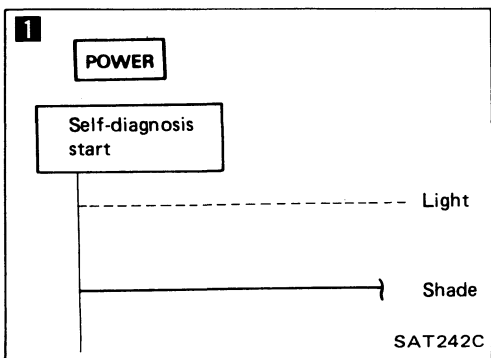 1
POWER
Self-diagnosis
start
Light
Shade
SAT242C